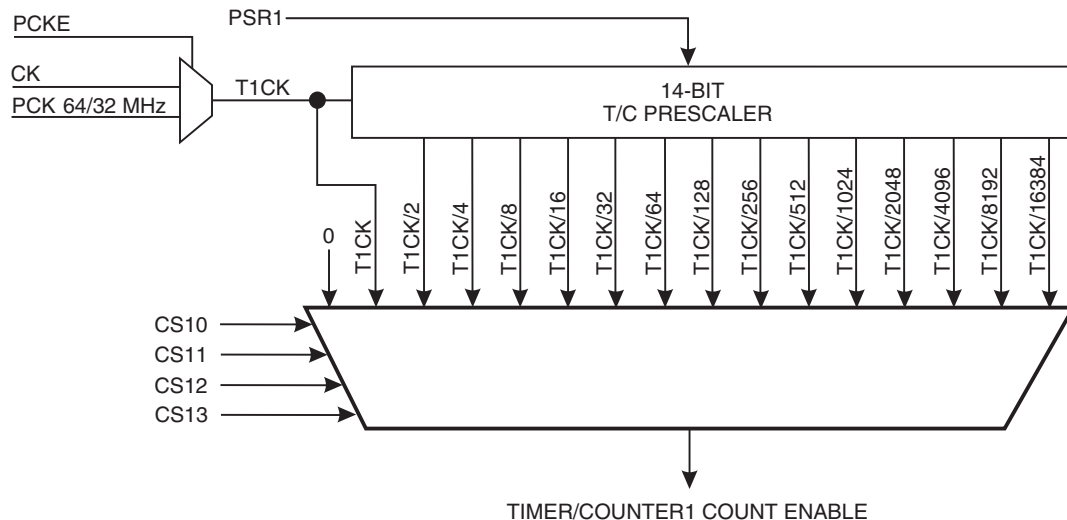 PSR1
PCKE
CK
PCK 64/32 MHz
T1CK
14-BIT
T/C PRESCALER
0
T1CK
T1CK/2
T1CK/4
T1CK/8
T1CK/16
T1CK/32
T1CK/64
T1CK/128
T1CK/256
T1CK/512
T1CK/1024
T1CK/2048
T1CK/4096
T1CK/8192
T1CK/16384
CS10
CS11
CS12
CS13
TIMER/COUNTER1 COUNT ENABLE